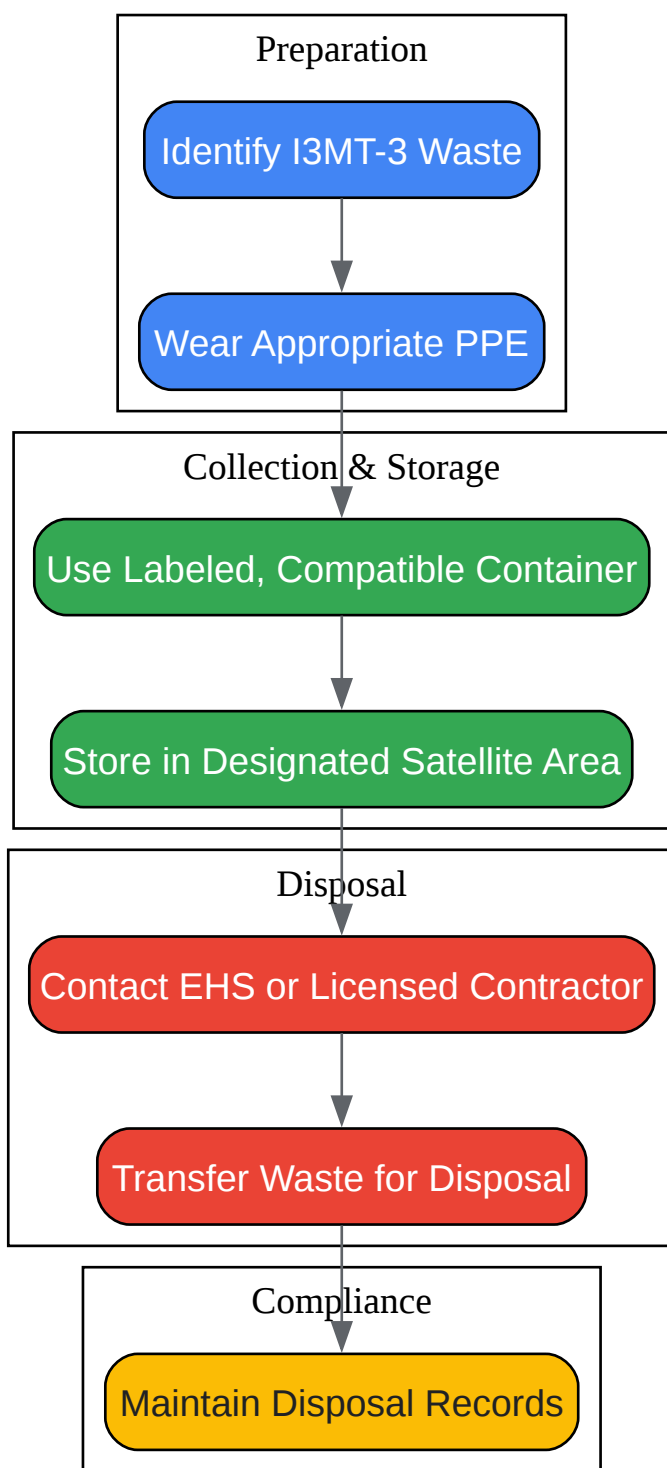 Preparation
Identify I3MT-3 Waste
Wear Appropriate PPE
Collection & Storage
Use Labeled, Compatible Container
Store in Designated Satellite Area
Disposal
Contact EHS or Licensed Contractor
Transfer Waste for Disposal
Compliance
Maintain Disposal Records